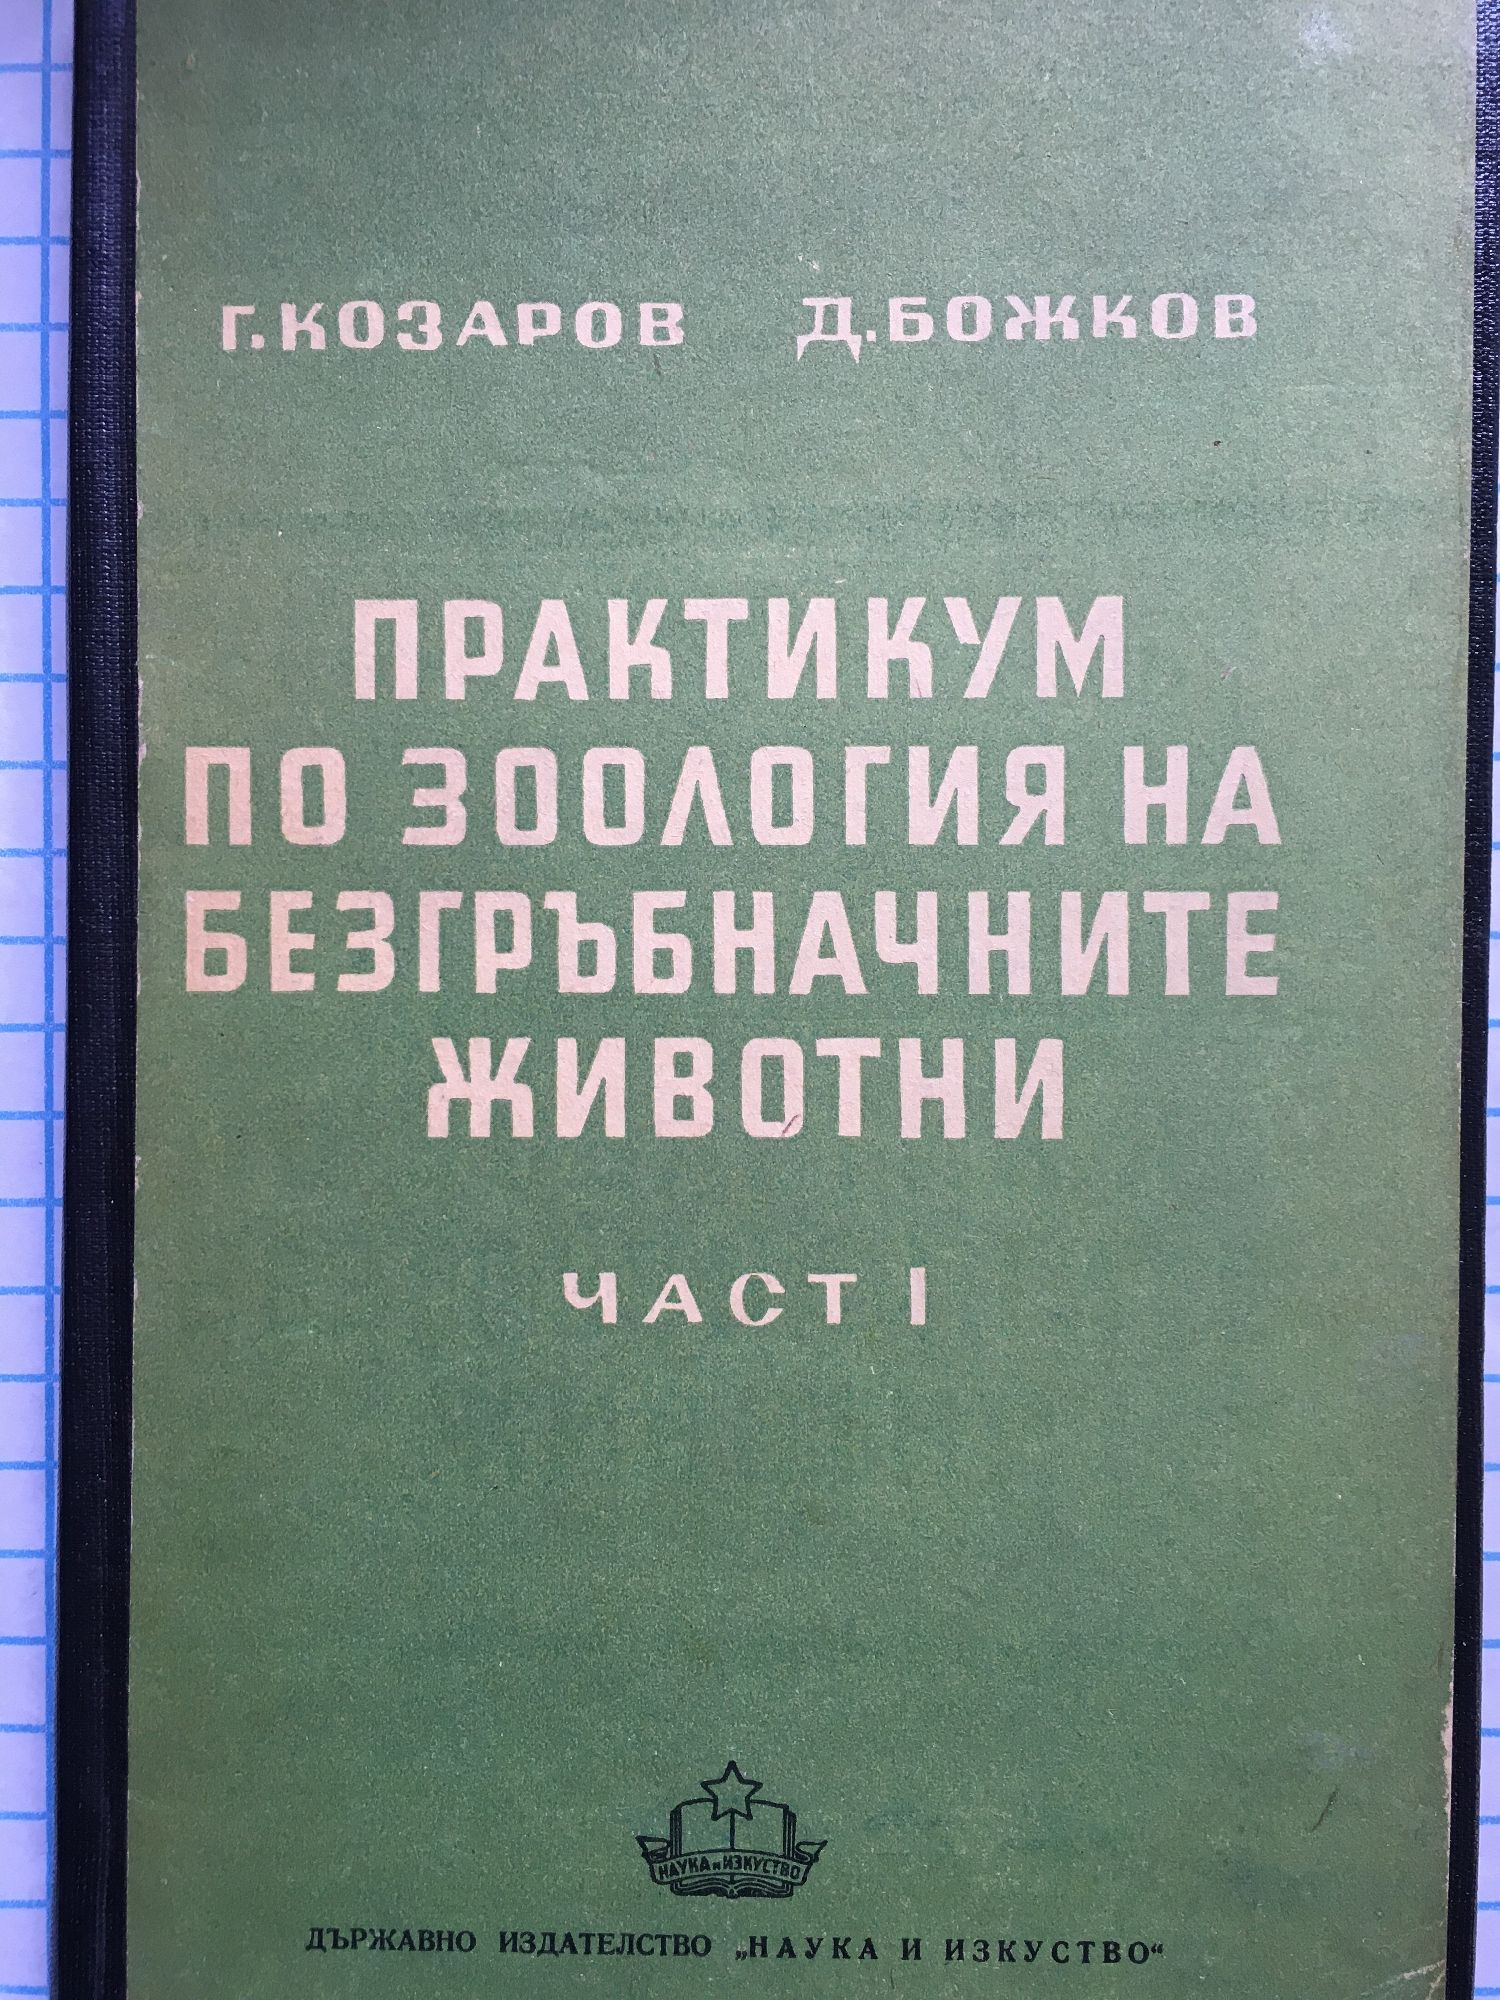 Г. КОЗАРОВ Д. БОЖКОВ
ПРАКТИКУМ
ПО ЗООЛОГИЯ НА
БЕЗГРЪБНАЧНИТЕ
ЖИВОТНИ
ЧАСТ I
НАУКА И ИЗКУСТВО
ДЪРЖАВНО ИЗДАТЕЛСТВО „НАУКА И ИЗКУСТВО“